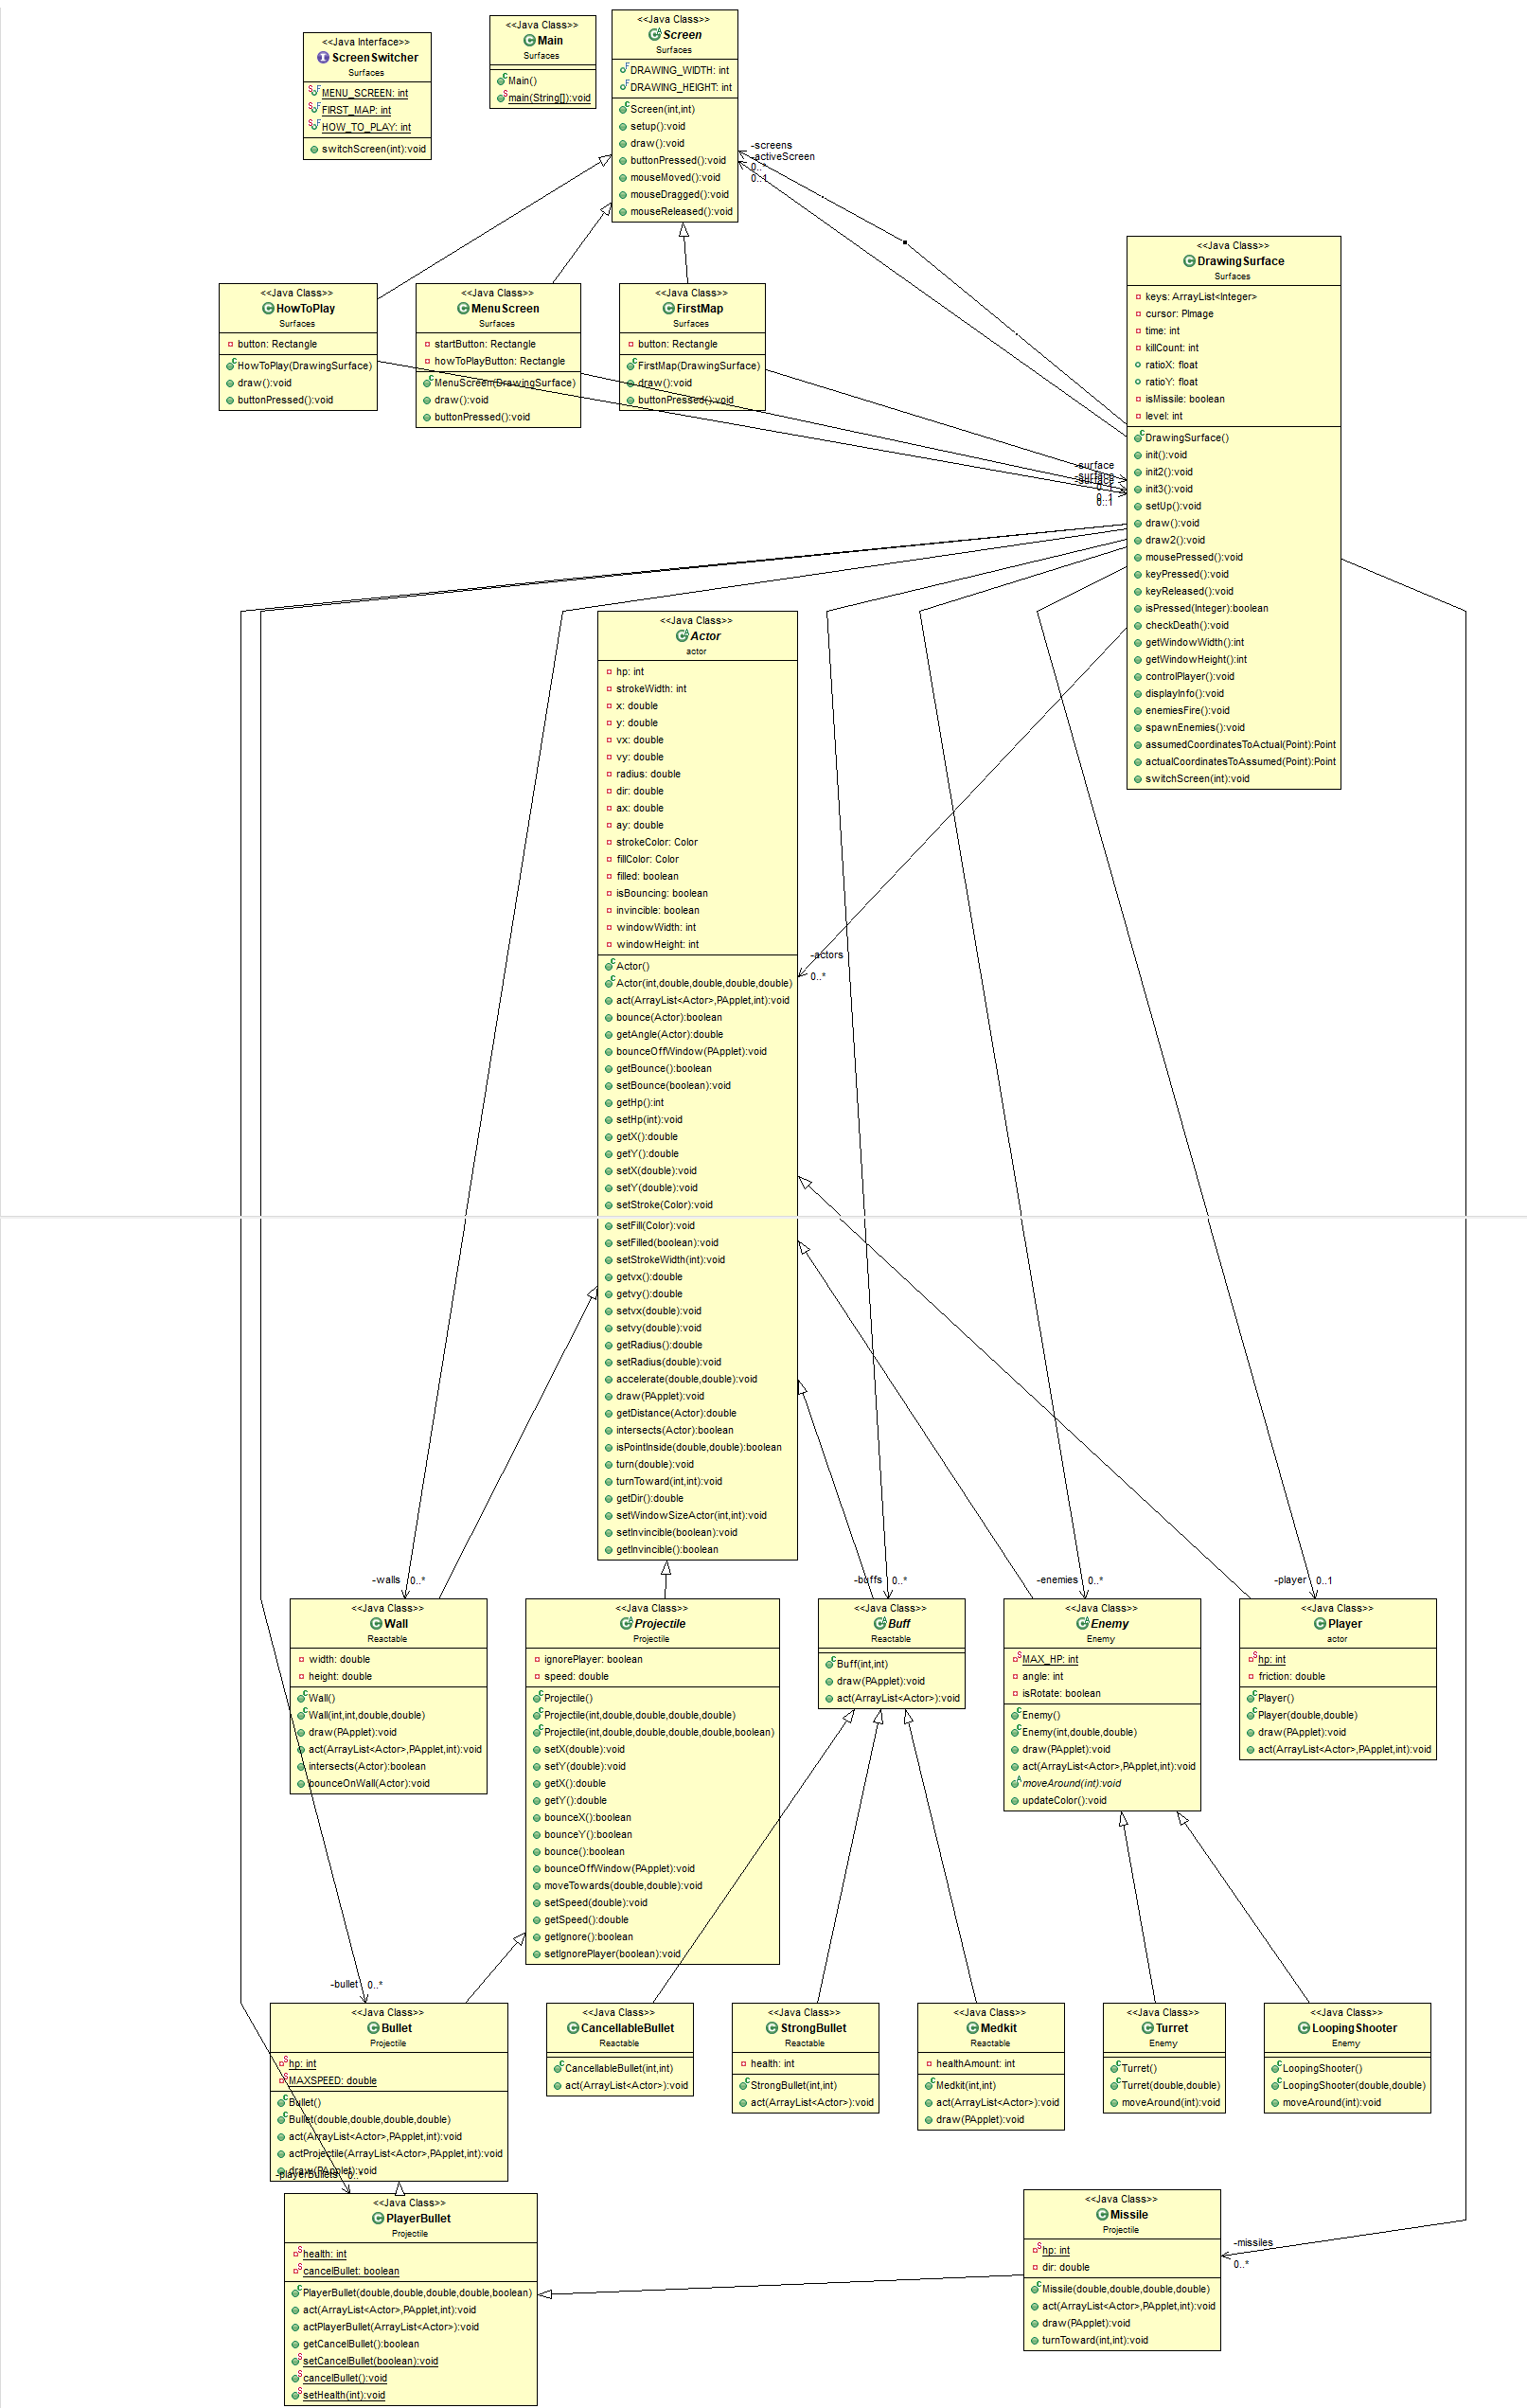 <<Java Interface>>
ScreenSwitcher
Surfaces
MENU_SCREEN: int
FIRST_MAP: int
HOW_TO_PLAY: int
switchScreen(int):void
<<Java Class>>
Main
Surfaces
Main()
main(String[]):void
<<Java Class>>
Screen
Surfaces
DRAWING_WIDTH: int
DRAWING_HEIGHT: int
Screen(int,int)
setup():void
draw():void
buttonPressed():void
mouseMoved():void
mouseDragged():void
mouseReleased():void
-screens
-activeScreen
0..*
0..1
<<Java Class>>
HowToPlay
Surfaces
button: Rectangle
HowToPlay(DrawingSurface)
draw():void
buttonPressed():void
<<Java Class>>
MenuScreen
Surfaces
startButton: Rectangle
howToPlayButton: Rectangle
MenuScreen(DrawingSurface)
draw():void
buttonPressed():void
<<Java Class>>
FirstMap
Surfaces
button: Rectangle
FirstMap(DrawingSurface)
draw():void
buttonPressed():void
<<Java Class>>
DrawingSurface
Surfaces
keys: ArrayList<Integer>
cursor: PImage
time: int
killCount: int
ratioX: float
ratioY: float
isMissile: boolean
level: int
DrawingSurface()
init():void
init2():void
init3():void
setUp():void
draw():void
draw2():void
mousePressed():void
keyPressed():void
keyReleased():void
isPressed(Integer):boolean
checkDeath():void
getWindowWidth():int
getWindowHeight():int
controlPlayer():void
displayInfo():void
enemiesFire():void
spawnEnemies():void
assumedCoordinatesToActual(Point):Point
actualCoordinatesToAssumed(Point):Point
switchScreen(int):void
-surface
-surface
-surface
0..1
0..1
0..1
<<Java Class>>
Actor
actor
hp: int
strokeWidth: int
x: double
y: double
vx: double
vy: double
radius: double
dir: double
ax: double
ay: double
strokeColor: Color
fillColor: Color
filled: boolean
isBouncing: boolean
invincible: boolean
windowWidth: int
windowHeight: int
Actor()
Actor(int,double,double,double,double)
act(ArrayList<Actor>,PApplet,int):void
bounce(Actor):boolean
getAngle(Actor):double
bounceOffWindow(PApplet):void
getBounce():boolean
setBounce(boolean):void
getHp():int
setHp(int):void
getX():double
getY():double
setX(double):void
setY(double):void
setStroke(Color):void
setFill(Color):void
setFilled(boolean):void
setStrokeWidth(int):void
getvx():double
getvy():double
setvx(double):void
setvy(double):void
getRadius():double
setRadius(double):void
accelerate(double,double):void
draw(PApplet):void
getDistance(Actor):double
intersects(Actor):boolean
isPointInside(double,double):boolean
turn(double):void
turnToward(int,int):void
getDir():double
setWindowSizeActor(int,int):void
setInvincible(boolean):void
getInvincible():boolean
-actors
0..*
-walls 0..*
-buffs 0..*
-enemies 0..*
-player 0..1
<<Java Class>>
Wall
Reactable
width: double
height: double
Wall()
Wall(int,int,double,double)
draw(PApplet):void
act(ArrayList<Actor>,PApplet,int):void
intersects(Actor):boolean
bounceOnWall(Actor):void
<<Java Class>>
Projectile
Projectile
ignorePlayer: boolean
speed: double
Projectile()
Projectile(int,double,double,double,double)
Projectile(int,double,double,double,double,boolean)
setX(double):void
setY(double):void
getX():double
getY():double
bounceX():boolean
bounceY():boolean
bounce():boolean
bounceOffWindow(PApplet):void
moveTowards(double,double):void
setSpeed(double):void
getSpeed():double
getIgnore():boolean
setIgnorePlayer(boolean):void
<<Java Class>>
Buff
Reactable
Buff(int,int)
draw(PApplet):void
act(ArrayList<Actor>):void
<<Java Class>>
Enemy
Enemy
MAX_HP: int
angle: int
isRotate: boolean
Enemy()
Enemy(int,double,double)
draw(PApplet):void
act(ArrayList<Actor>,PApplet,int):void
moveAround(int):void
updateColor():void
<<Java Class>>
Player
actor
hp: int
friction: double
Player()
Player(double,double)
draw(PApplet):void
act(ArrayList<Actor>,PApplet,int):void
-bullet 0..*
<<Java Class>>
Bullet
Projectile
hp: int
MAXSPEED: double
Bullet()
Bullet(double,double,double,double)
act(ArrayList<Actor>,PApplet,int):void
actProjectile(ArrayList<Actor>,PApplet,int):void
draw(PApplet):void
-playerBullets 0..*
<<Java Class>>
CancellableBullet
Reactable
CancellableBullet(int,int)
act(ArrayList<Actor>):void
<<Java Class>>
StrongBullet
Reactable
health: int
StrongBullet(int,int)
act(ArrayList<Actor>):void
<<Java Class>>
Medkit
Reactable
healthAmount: int
Medkit(int,int)
act(ArrayList<Actor>):void
draw(PApplet):void
<<Java Class>>
Turret
Enemy
Turret()
Turret(double,double)
moveAround(int):void
<<Java Class>>
LoopingShooter
Enemy
LoopingShooter()
LoopingShooter(double,double)
moveAround(int):void
<<Java Class>>
PlayerBullet
Projectile
health: int
cancelBullet: boolean
PlayerBullet(double,double,double,double,boolean)
act(ArrayList<Actor>,PApplet,int):void
actPlayerBullet(ArrayList<Actor>):void
getCancelBullet():boolean
setCancelBullet(boolean):void
cancelBullet():void
setHealth(int):void
<<Java Class>>
Missile
Projectile
hp: int
dir: double
Missile(double,double,double,double)
act(ArrayList<Actor>,PApplet,int):void
draw(PApplet):void
turnToward(int,int):void
-missiles
0..*